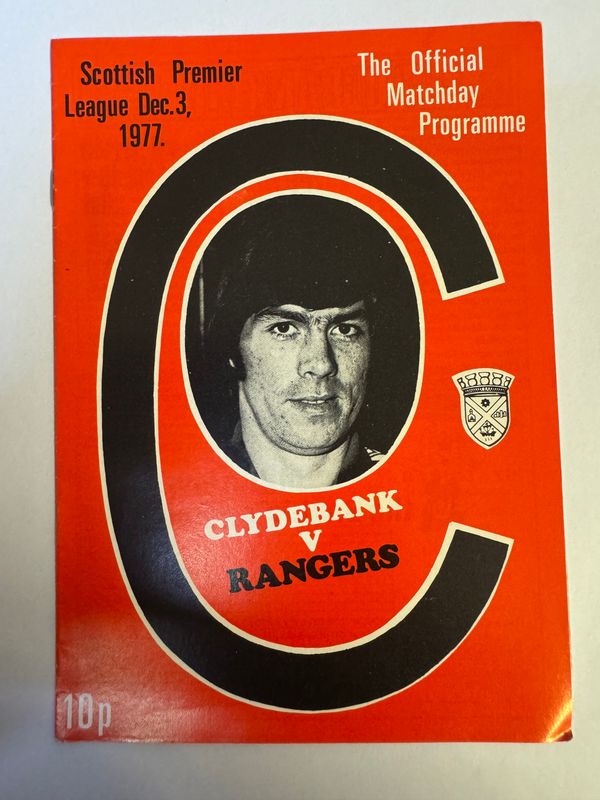 Scottish Premier
League Dec.3,
1977.
The Official
Matchday
Programme
CLYDEBANK
V
RANGERS
10p